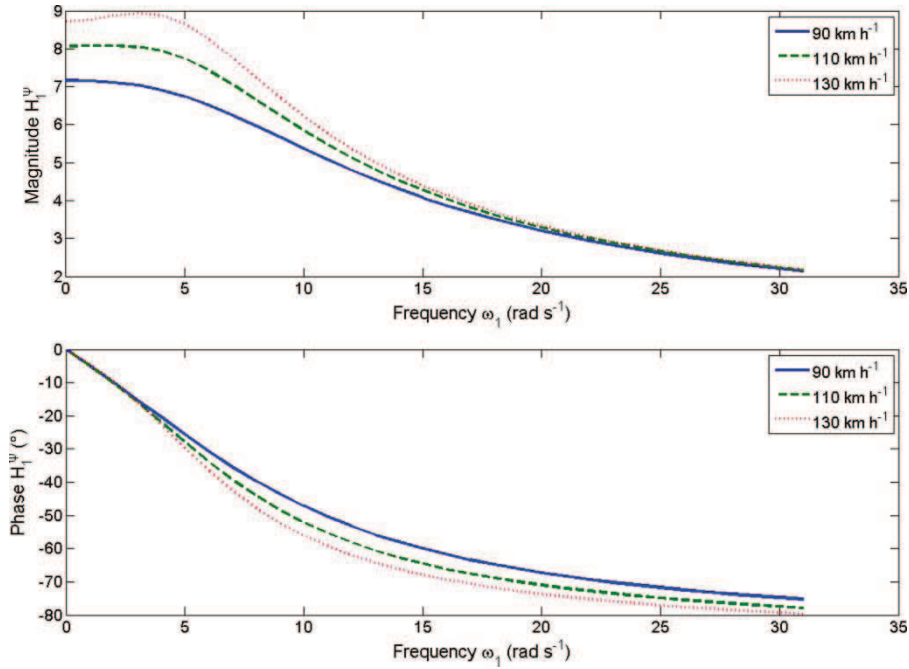 9
8
7
6
5
4
3
2
Magnitude H₁^Ψ
0 5 10 15 20 25 30 35
Frequency ω₁ (rad s⁻¹)
90 km h⁻¹
110 km h⁻¹
130 km h⁻¹
0
-10
-20
-30
-40
-50
-60
-70
-80
Phase H₁^Ψ (°)
0 5 10 15 20 25 30 35
Frequency ω₁ (rad s⁻¹)
90 km h⁻¹
110 km h⁻¹
130 km h⁻¹